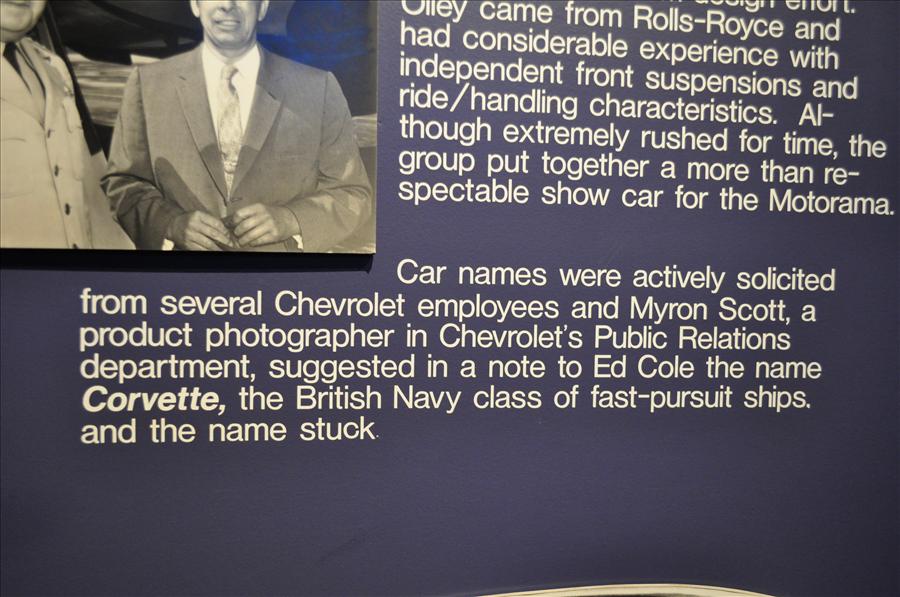 design effort.
Olley came from Rolls-Royce and
had considerable experience with
independent front suspensions and
ride/handling characteristics. Al-
though extremely rushed for time, the
group put together a more than re-
spectable show car for the Motorama.
Car names were actively solicited
from several Chevrolet employees and Myron Scott, a
product photographer in Chevrolet's Public Relations
department, suggested in a note to Ed Cole the name
Corvette, the British Navy class of fast-pursuit ships.
and the name stuck.